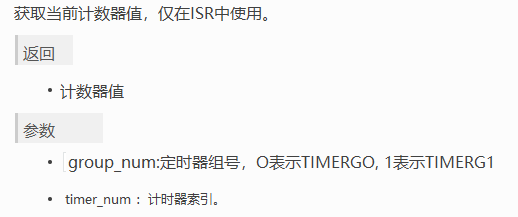 获取当前计数器值，仅在ISR中使用。
返回
• 计数器值
参数
• group_num:定时器组号，O表示TIMERGO, 1表示TIMERG1
• timer_num ：计时器索引。